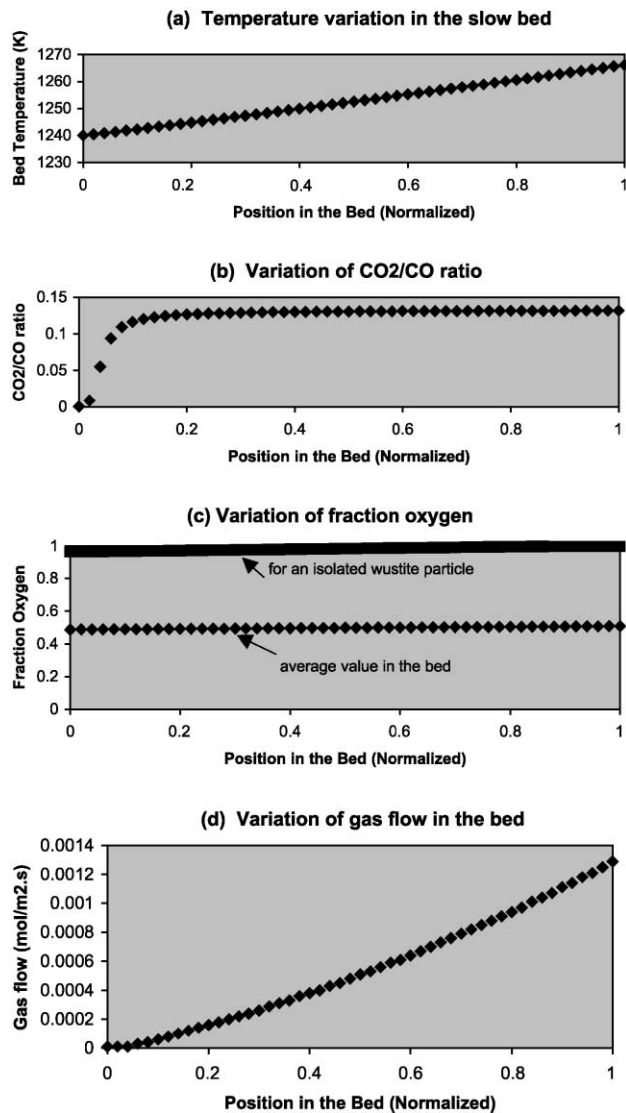 (a) Temperature variation in the slow bed
Bed Temperature (K)
1270
1260
1250
1240
1230
0 0.2 0.4 0.6 0.8 1
Position in the Bed (Normalized)
(b) Variation of CO2/CO ratio
CO2/CO ratio
0.15
0.1
0.05
0
0 0.2 0.4 0.6 0.8 1
Position in the Bed (Normalized)
(c) Variation of fraction oxygen
Fraction Oxygen
1
0.8
0.6
0.4
0.2
0
for an isolated wustite particle
average value in the bed
0 0.2 0.4 0.6 0.8 1
Position in the Bed (Normalized)
(d) Variation of gas flow in the bed
Gas flow (mol/m2.s)
0.0014
0.0012
0.001
0.0008
0.0006
0.0004
0.0002
0
0 0.2 0.4 0.6 0.8 1
Position in the Bed (Normalized)